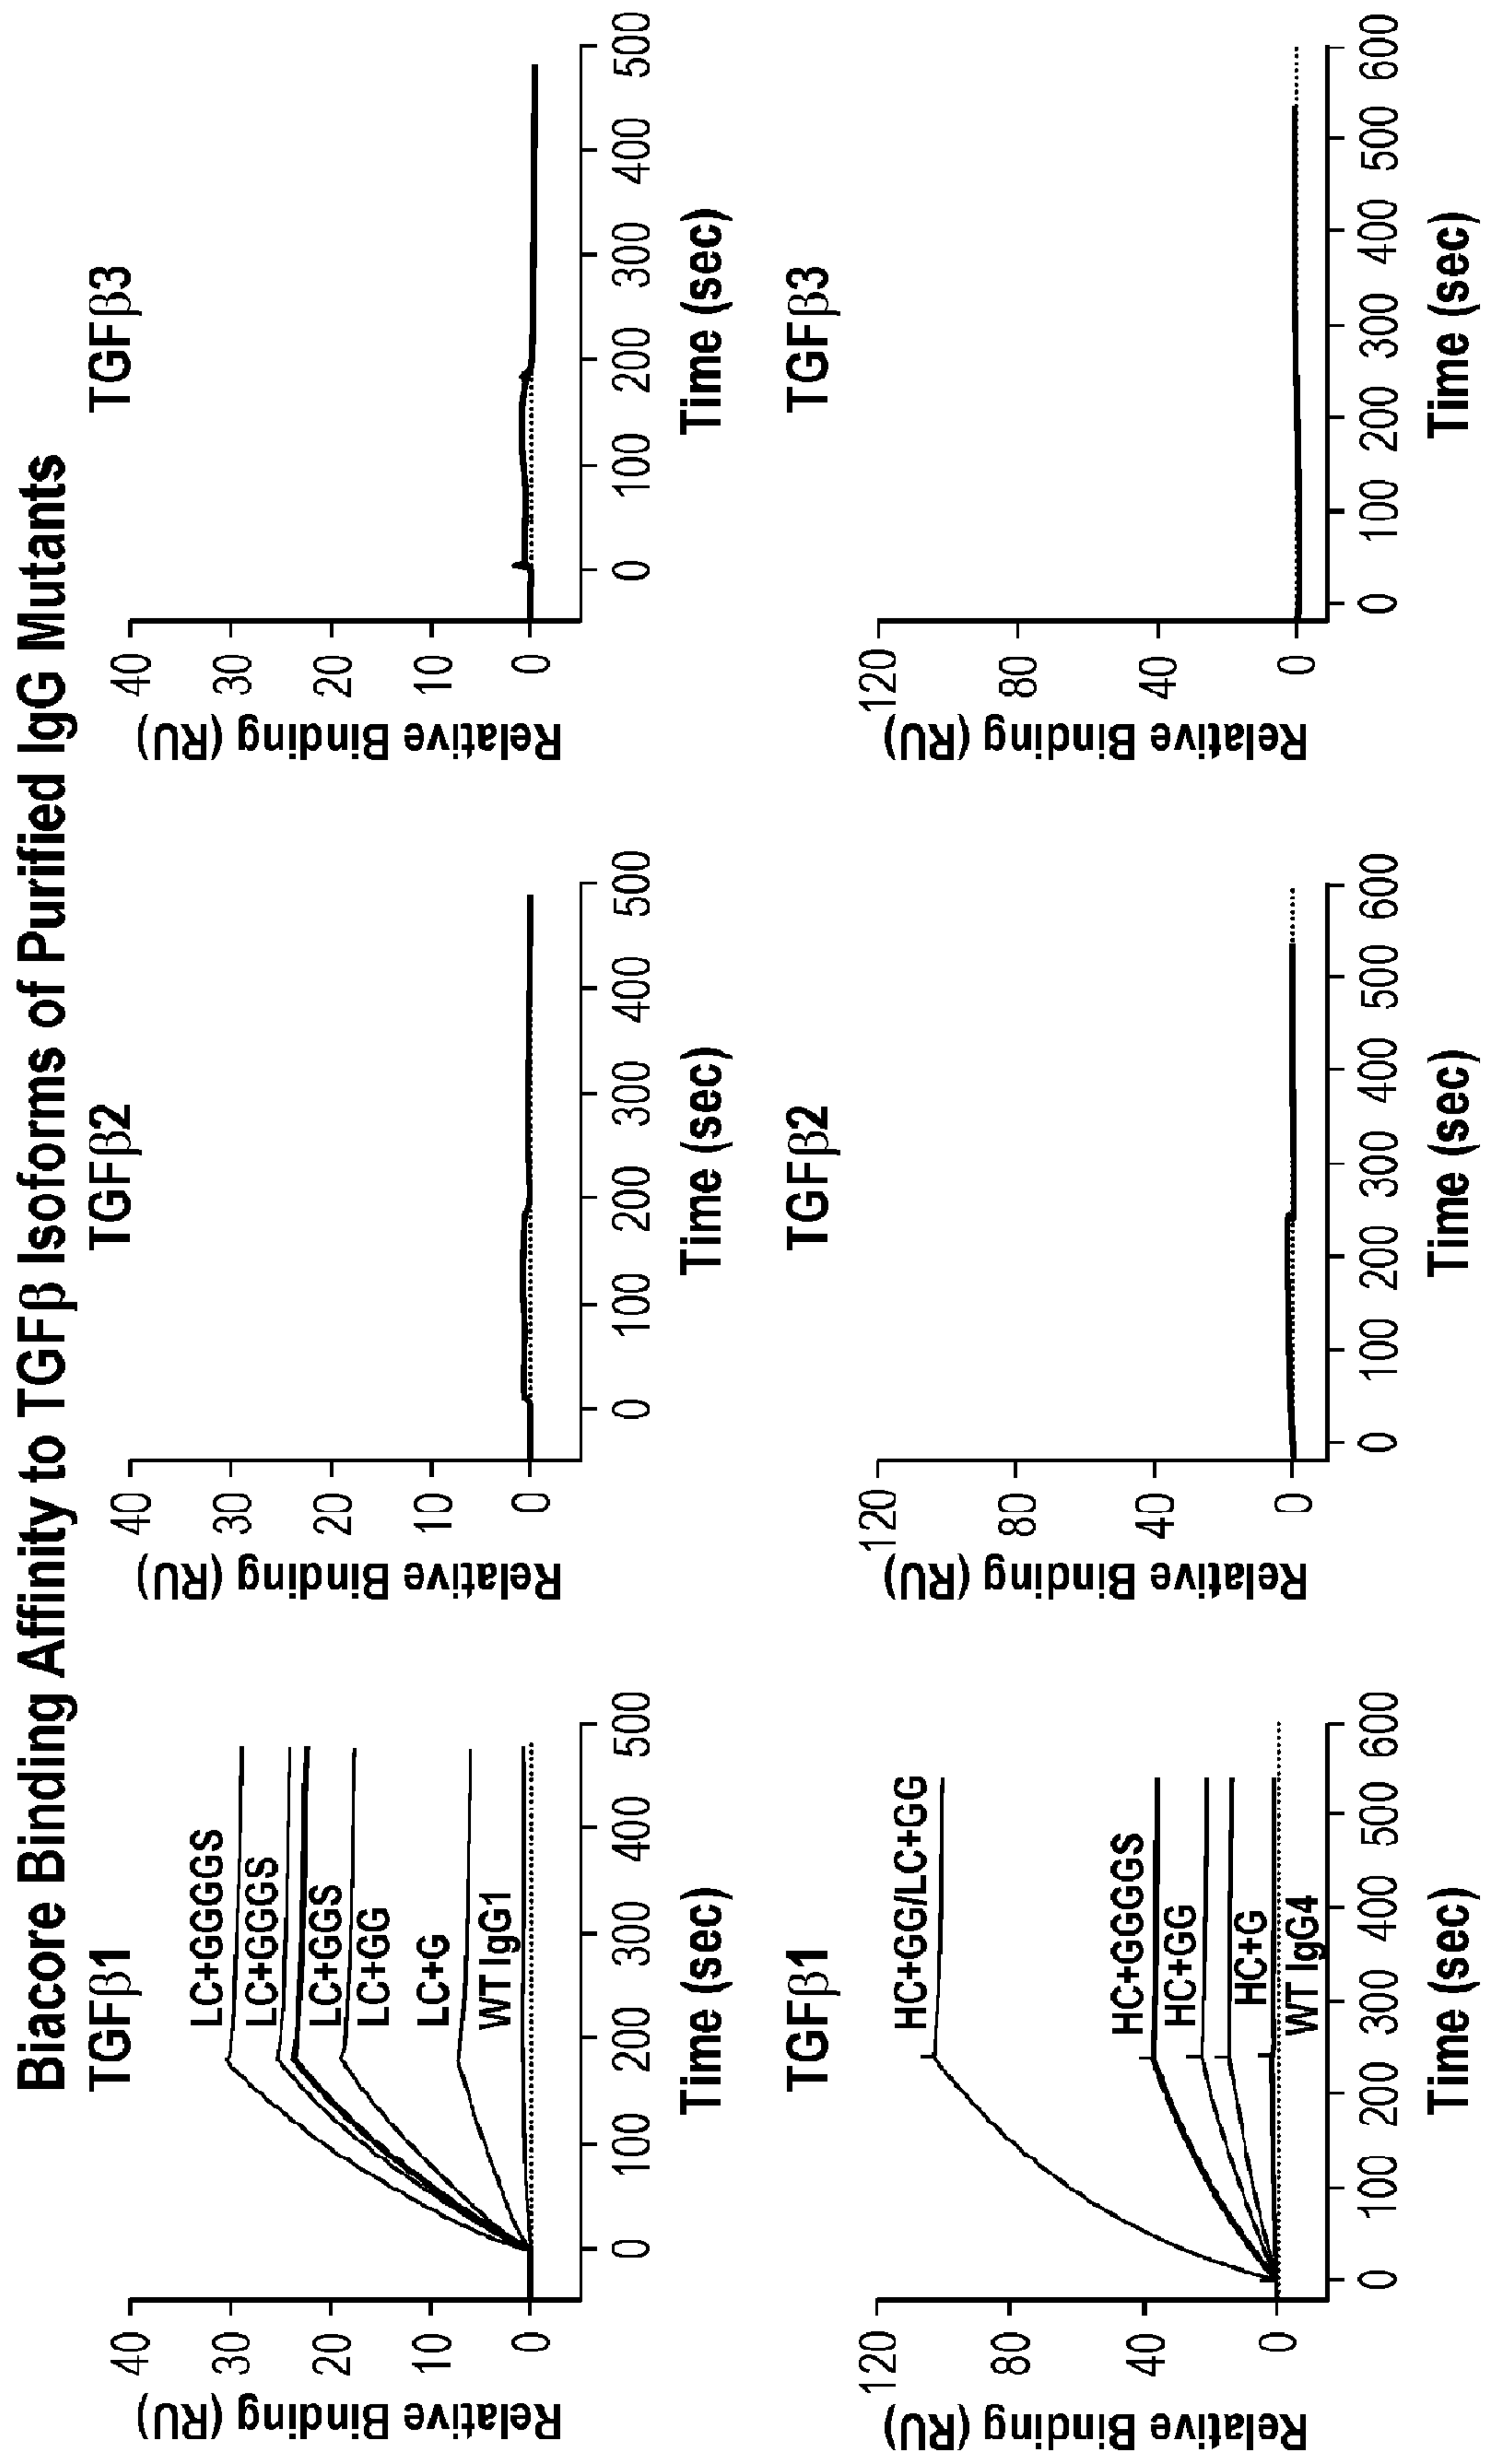 Biacore Binding Affinity to TGFβ Isoforms of Purified IgG Mutants
TGFβ1
Relative Binding (RU)
40
30
20
10
0
LC+GGGGS
LC+GGGS
LC+GGS
LC+GG
LC+G
WT IgG1
0 100 200 300 400 500
Time (sec)
TGFβ2
Relative Binding (RU)
40
30
20
10
0
0 100 200 300 400 500
Time (sec)
TGFβ3
Relative Binding (RU)
40
30
20
10
0
0 100 200 300 400 500
Time (sec)
TGFβ1
Relative Binding (RU)
120
80
40
0
HC+GG/LC+GG
HC+GGGGS
HC+GG
HC+G
WT IgG4
0 100 200 300 400 500 600
Time (sec)
TGFβ2
Relative Binding (RU)
120
80
40
0
0 100 200 300 400 500 600
Time (sec)
TGFβ3
Relative Binding (RU)
120
80
40
0
0 100 200 300 400 500 600
Time (sec)